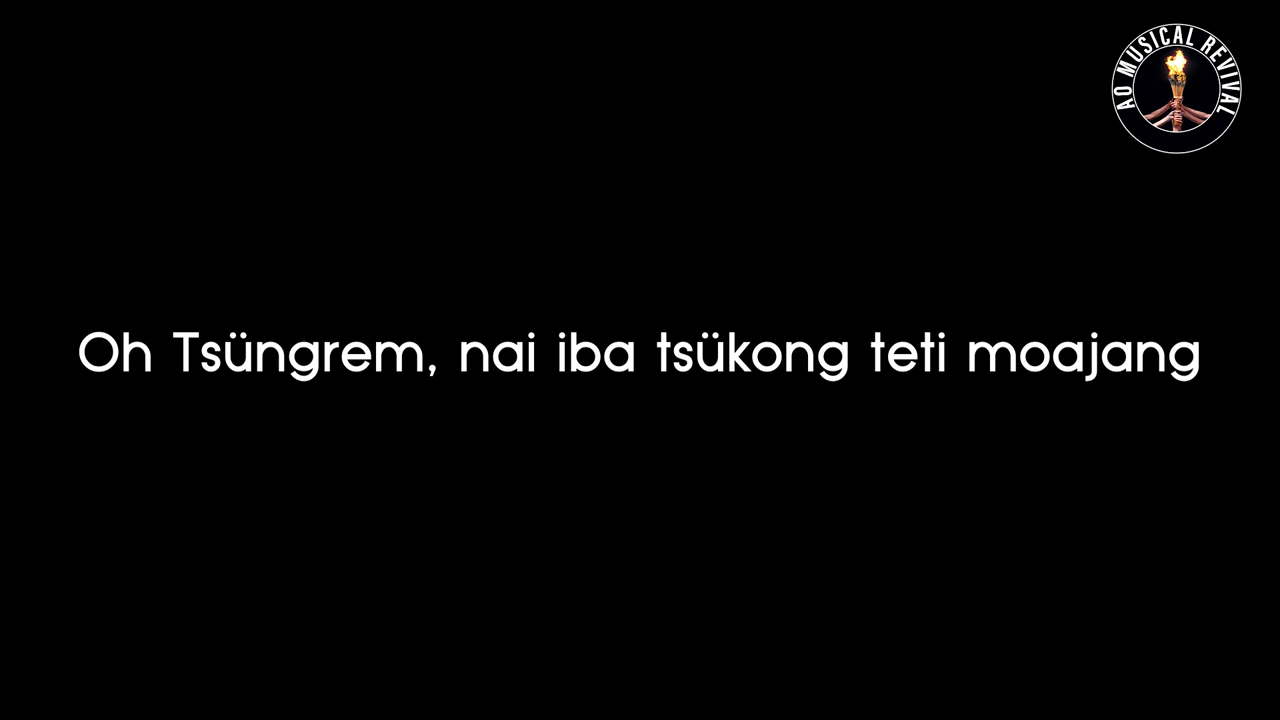 AO MUSICAL REVIVAL
Oh Tsüngrem, nai iba tsükong teti moajang